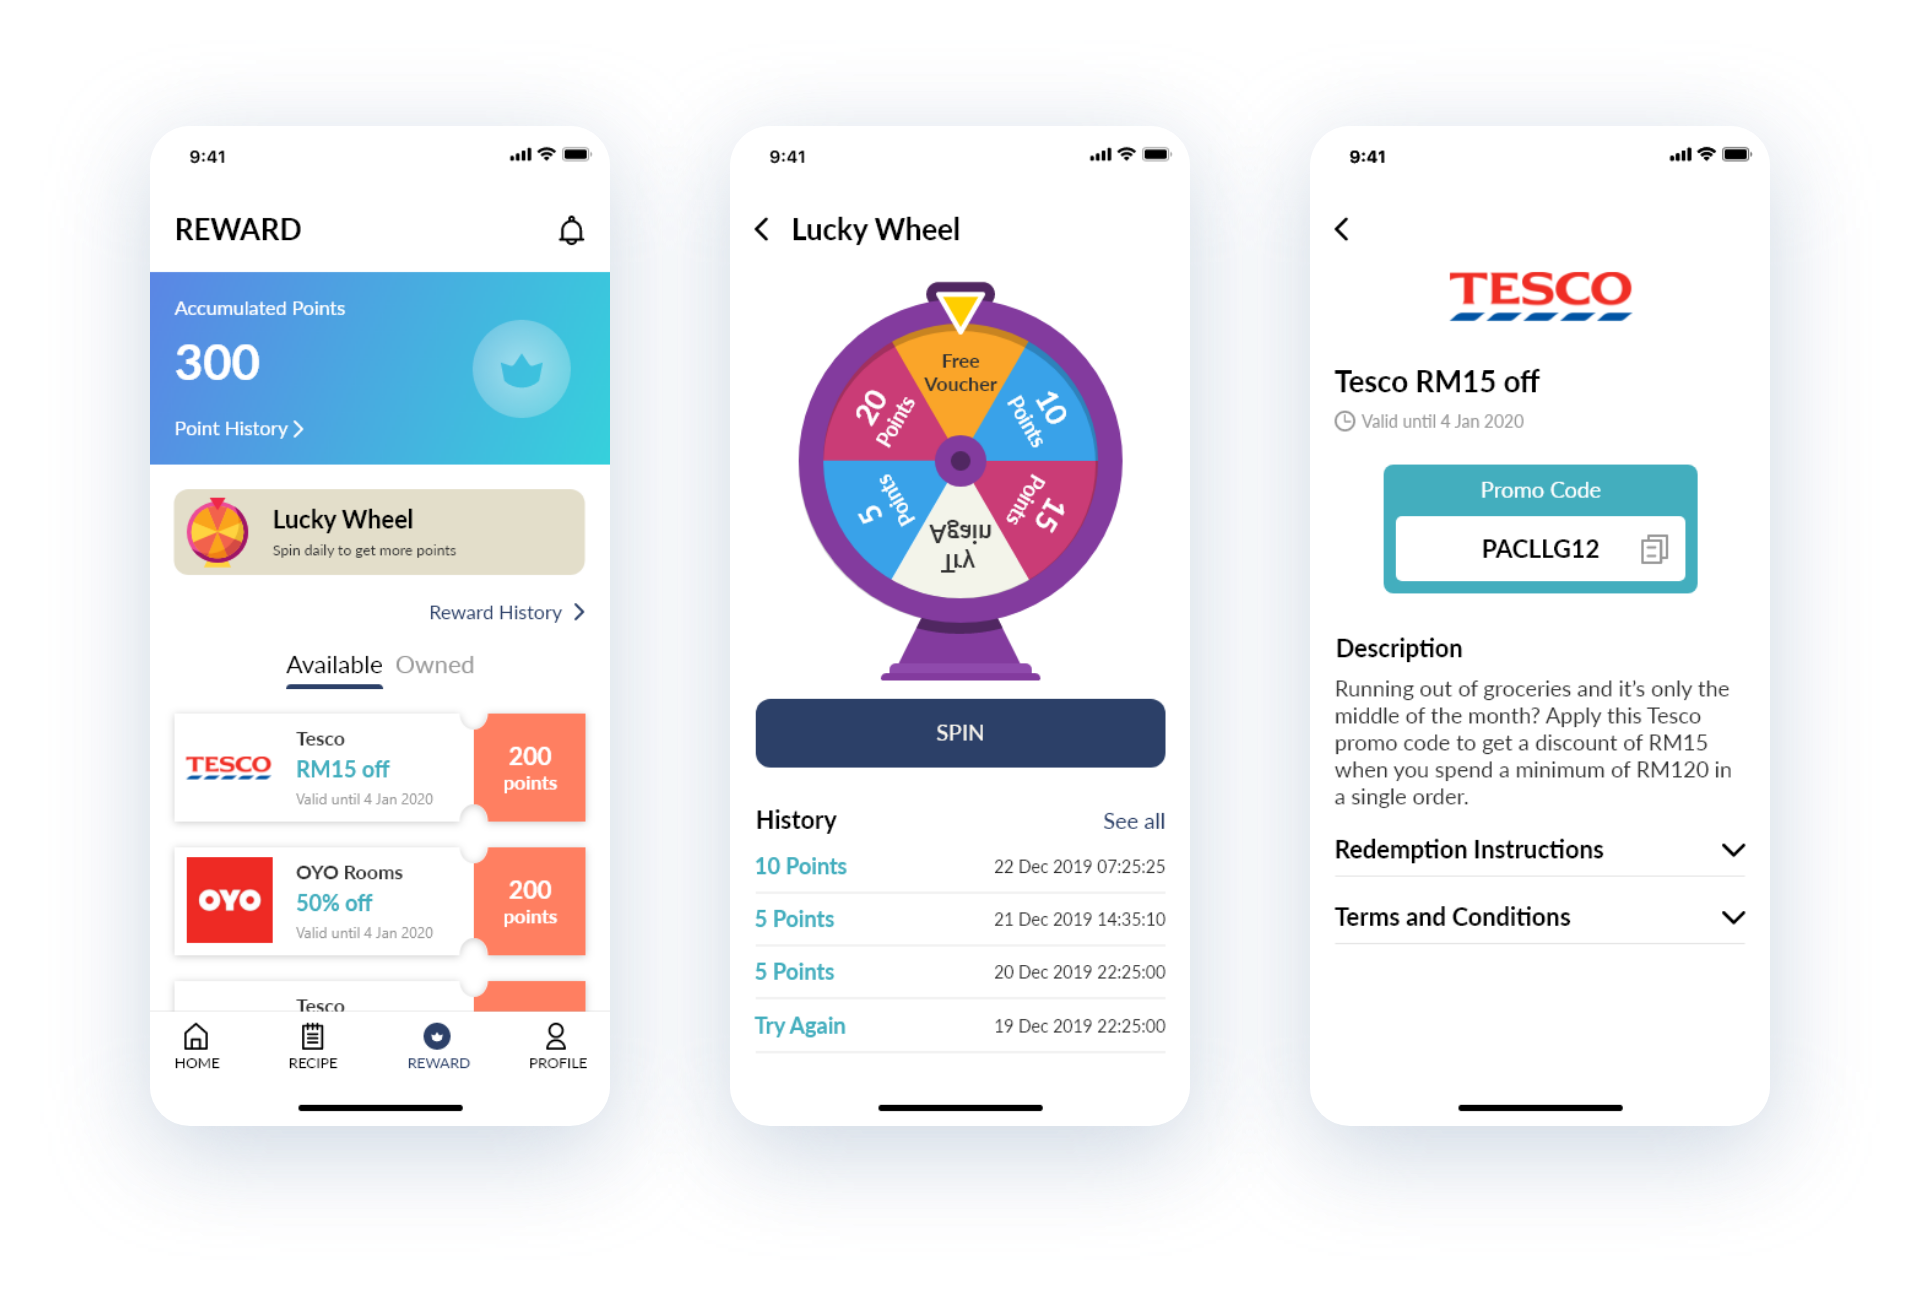 9:41
REWARD
Accumulated Points
300
Point History
Lucky Wheel
Spin daily to get more points
Reward History
Available Owned
TESCO
Tesco
RM15 off
Valid until 4 Jan 2020
200
points
OYO
OYO Rooms
50% off
Valid until 4 Jan 2020
200
points
Tesco
HOME RECIPE REWARD PROFILE
9:41
Lucky Wheel
Free
Voucher
10
Points
15
Points
Try
Again
5
Points
20
Points
SPIN
History See all
10 Points 22 Dec 2019 07:25:25
5 Points 21 Dec 2019 14:35:10
5 Points 20 Dec 2019 22:25:00
Try Again 19 Dec 2019 22:25:00
9:41
TESCO
Tesco RM15 off
Valid until 4 Jan 2020
Promo Code
PACLLG12
Description
Running out of groceries and it’s only the
middle of the month? Apply this Tesco
promo code to get a discount of RM15
when you spend a minimum of RM120 in
a single order.
Redemption Instructions
Terms and Conditions